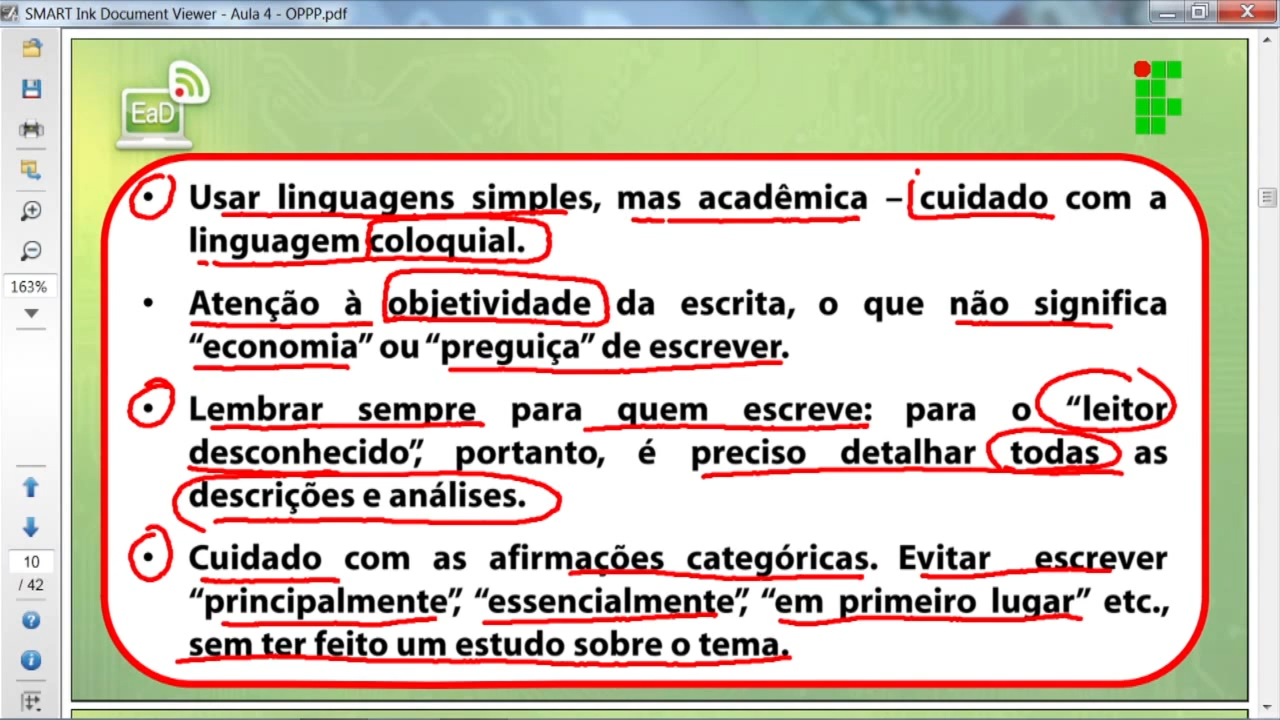 SMART Ink Document Viewer - Aula 4 - OPPP.pdf
EaD
• Usar linguagens simples, mas acadêmica – cuidado com a
linguagem coloquial.
• Atenção à objetividade da escrita, o que não significa
“economia” ou “preguiça” de escrever.
• Lembrar sempre para quem escreve: para o “leitor
desconhecido”, portanto, é preciso detalhar todas as
descrições e análises.
• Cuidado com as afirmações categóricas. Evitar escrever
“principalmente”, “essencialmente”, “em primeiro lugar” etc.,
sem ter feito um estudo sobre o tema.
163%
10
/ 42